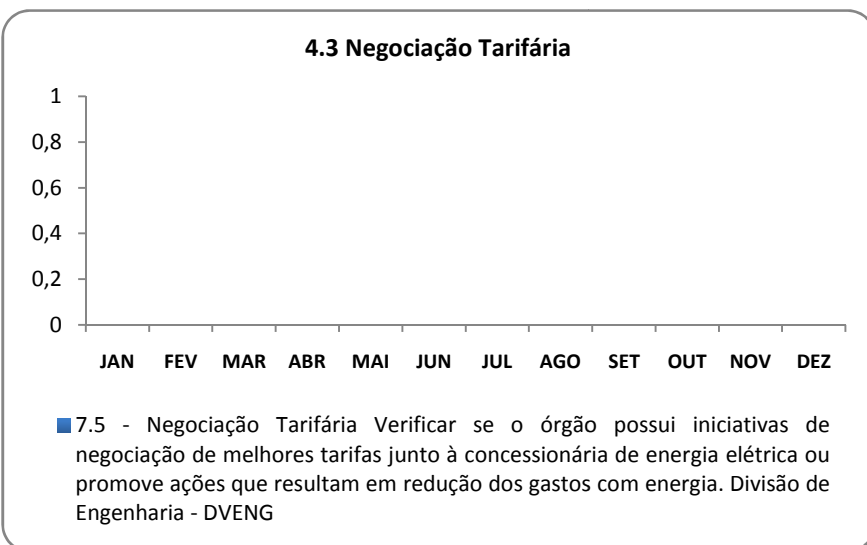 4.3 Negociação Tarifária
1
0,8
0,6
0,4
0,2
0
JAN FEV MAR ABR MAI JUN JUL AGO SET OUT NOV DEZ
7.5 - Negociação Tarifária Verificar se o órgão possui iniciativas de
negociação de melhores tarifas junto à concessionária de energia elétrica ou
promove ações que resultam em redução dos gastos com energia. Divisão de
Engenharia - DVENG